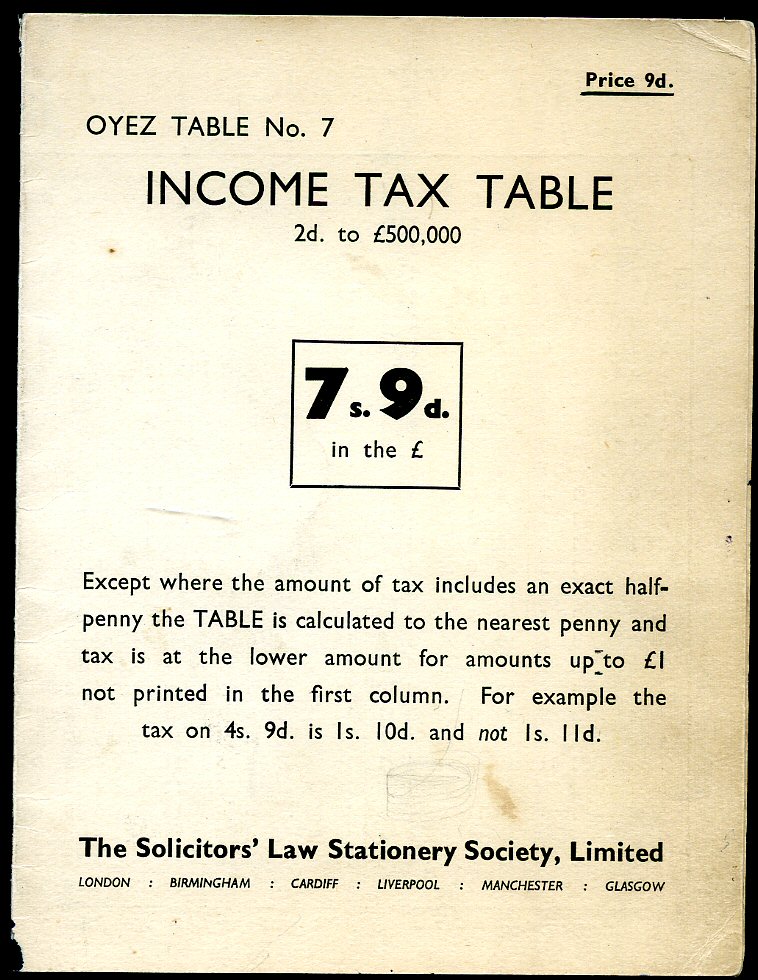 Price 9d.
OYEZ TABLE No. 7
INCOME TAX TABLE
2d. to £500,000
7s. 9d.
in the £
Except where the amount of tax includes an exact half-
penny the TABLE is calculated to the nearest penny and
tax is at the lower amount for amounts up to £1
not printed in the first column. For example the
tax on 4s. 9d. is 1s. 10d. and not 1s. 11d.
The Solicitors' Law Stationery Society, Limited
LONDON : BIRMINGHAM : CARDIFF : LIVERPOOL : MANCHESTER : GLASGOW